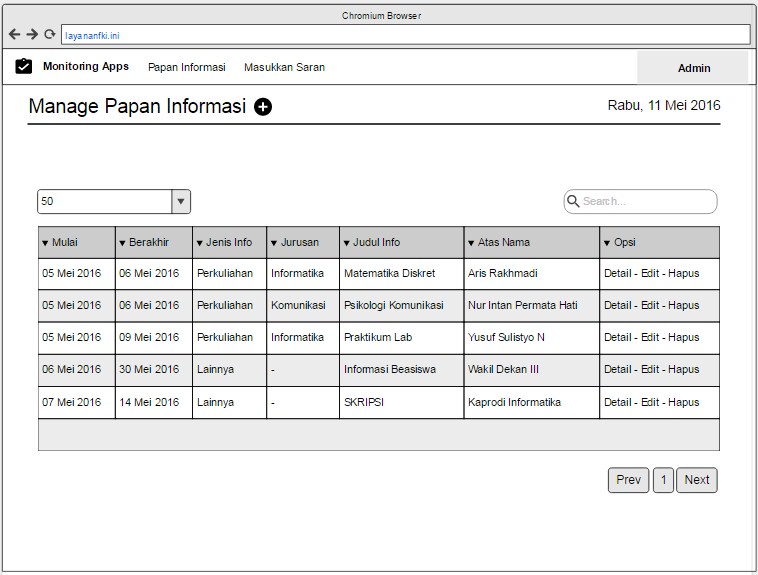 Chromium Browser
layananfki.ini
Monitoring Apps Papan Informasi Masukkan Saran Admin
Manage Papan Informasi Rabu, 11 Mei 2016
50 Search...
Mulai Berakhir Jenis Info Jurusan Judul Info Atas Nama Opsi
05 Mei 2016 06 Mei 2016 Perkuliahan Informatika Matematika Diskret Aris Rakhmadi Detail - Edit - Hapus
05 Mei 2016 06 Mei 2016 Perkuliahan Komunikasi Psikologi Komunikasi Nur Intan Permata Hati Detail - Edit - Hapus
05 Mei 2016 09 Mei 2016 Perkuliahan Informatika Praktikum Lab Yusuf Sulistyo N Detail - Edit - Hapus
06 Mei 2016 30 Mei 2016 Lainnya - Informasi Beasiswa Wakil Dekan III Detail - Edit - Hapus
07 Mei 2016 14 Mei 2016 Lainnya - SKRIPSI Kaprodi Informatika Detail - Edit - Hapus
Prev 1 Next